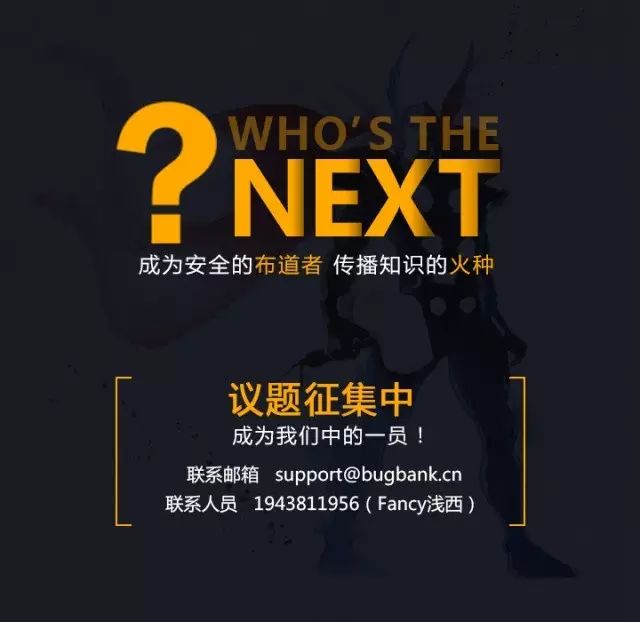 ?
WHO'S THE
NEXT
成为安全的布道者 传播知识的火种
议题征集中
成为我们中的一员！
联系邮箱 support@bugbank.cn
联系人员 1943811956（Fancy浅西）